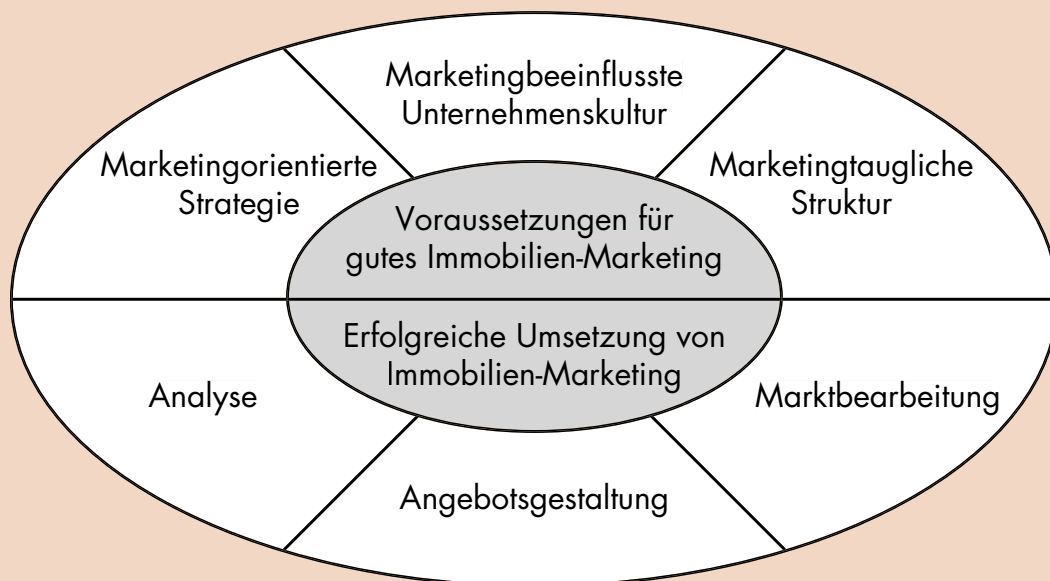 Marketingbeeinflusste
Unternehmenskultur
Marketingorientierte
Strategie
Marketingtaugliche
Struktur
Voraussetzungen für
gutes Immobilien-Marketing
Erfolgreiche Umsetzung von
Immobilien-Marketing
Analyse
Marktbearbeitung
Angebotsgestaltung